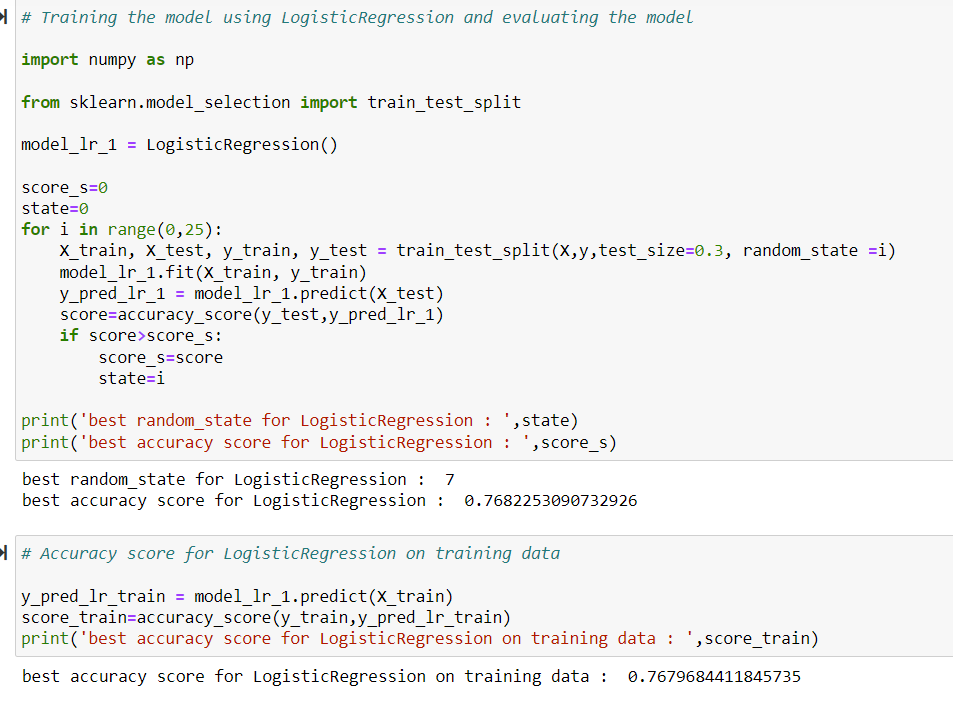 # Training the model using LogisticRegression and evaluating the model
import numpy as np
from sklearn.model_selection import train_test_split
model_lr_1 = LogisticRegression()
score_s=0
state=0
for i in range(0,25):
    X_train, X_test, y_train, y_test = train_test_split(X,y,test_size=0.3, random_state =i)
    model_lr_1.fit(X_train, y_train)
    y_pred_lr_1 = model_lr_1.predict(X_test)
    score=accuracy_score(y_test,y_pred_lr_1)
    if score>score_s:
        score_s=score
        state=i
print('best random_state for LogisticRegression : ',state)
print('best accuracy score for LogisticRegression : ',score_s)
best random_state for LogisticRegression :  7
best accuracy score for LogisticRegression :  0.7682253090732926
# Accuracy score for LogisticRegression on training data
y_pred_lr_train = model_lr_1.predict(X_train)
score_train=accuracy_score(y_train,y_pred_lr_train)
print('best accuracy score for LogisticRegression on training data : ',score_train)
best accuracy score for LogisticRegression on training data :  0.7679684411845735